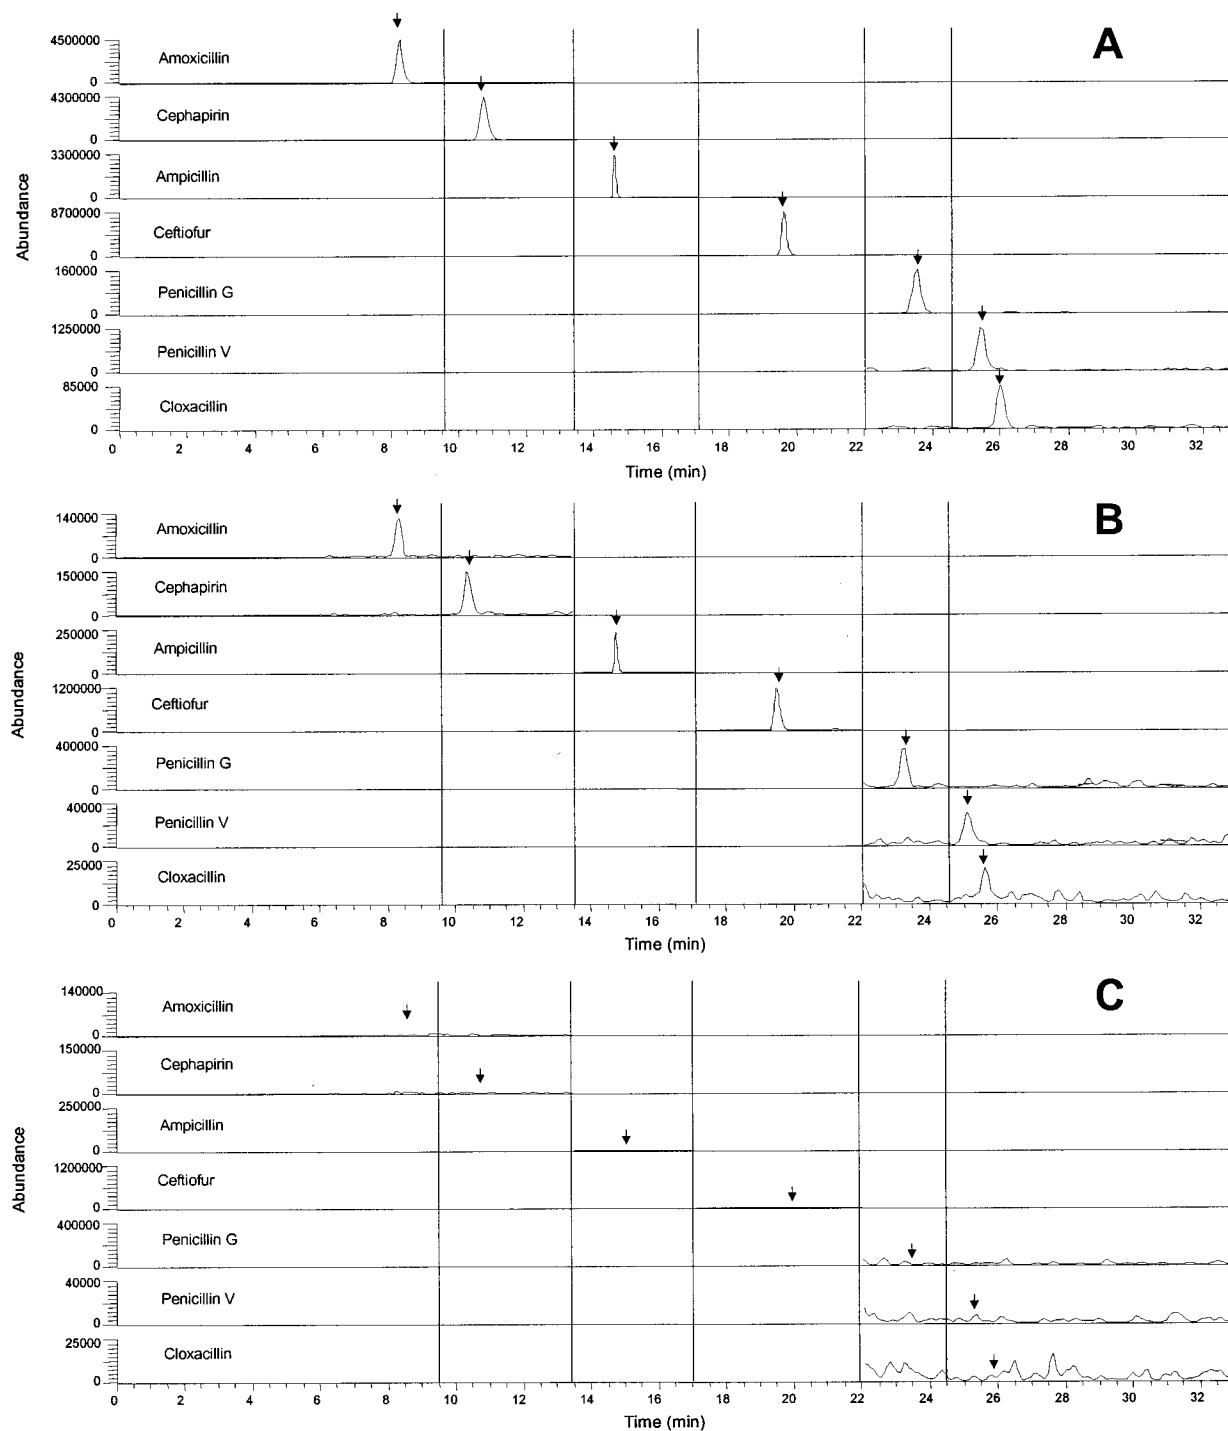 A
4500000
Amoxicillin
0
4300000
Cephapirin
0
3300000
Ampicillin
0
8700000
Ceftiofur
0
160000
Penicillin G
0
1250000
Penicillin V
0
85000
Cloxacillin
0
0 2 4 6 8 10 12 14 16 18 20 22 24 26 28 30 32
Time (min)
Abundance
B
140000
Amoxicillin
0
150000
Cephapirin
0
250000
Ampicillin
0
1200000
Ceftiofur
0
400000
Penicillin G
0
40000
Penicillin V
0
25000
Cloxacillin
0
0 2 4 6 8 10 12 14 16 18 20 22 24 26 28 30 32
Time (min)
Abundance
C
140000
Amoxicillin
0
150000
Cephapirin
0
250000
Ampicillin
0
1200000
Ceftiofur
0
400000
Penicillin G
0
40000
Penicillin V
0
25000
Cloxacillin
0
0 2 4 6 8 10 12 14 16 18 20 22 24 26 28 30 32
Time (min)
Abundance